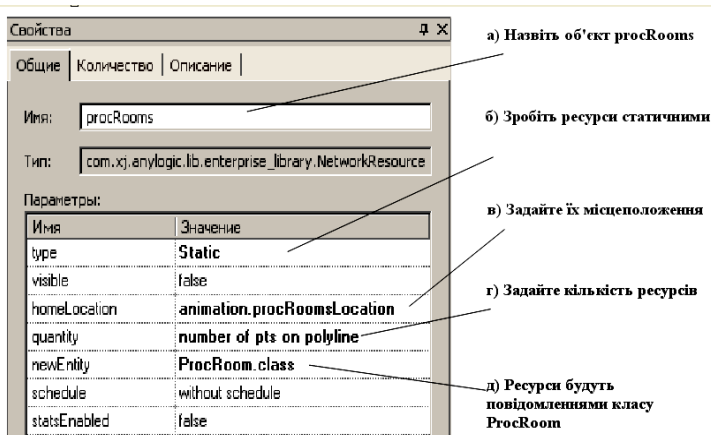 Свойства
а) Назвіть об'єкт procRooms
Общие Количество Описание
Имя: procRooms
б) Зробіть ресурси статичними
Тип: com.xj.anylogic.lib.enterprise_library.NetworkResource
Параметры:
в) Задайте їх місцеположення
Имя Значение
type Static
visible false
г) Задайте кількість ресурсів
homeLocation animation.procRoomsLocation
quantity number of pts on polyline
newEntity ProcRoom.class
д) Ресурси будуть
повідомленнями класу
ProcRoom
schedule without schedule
statsEnabled false